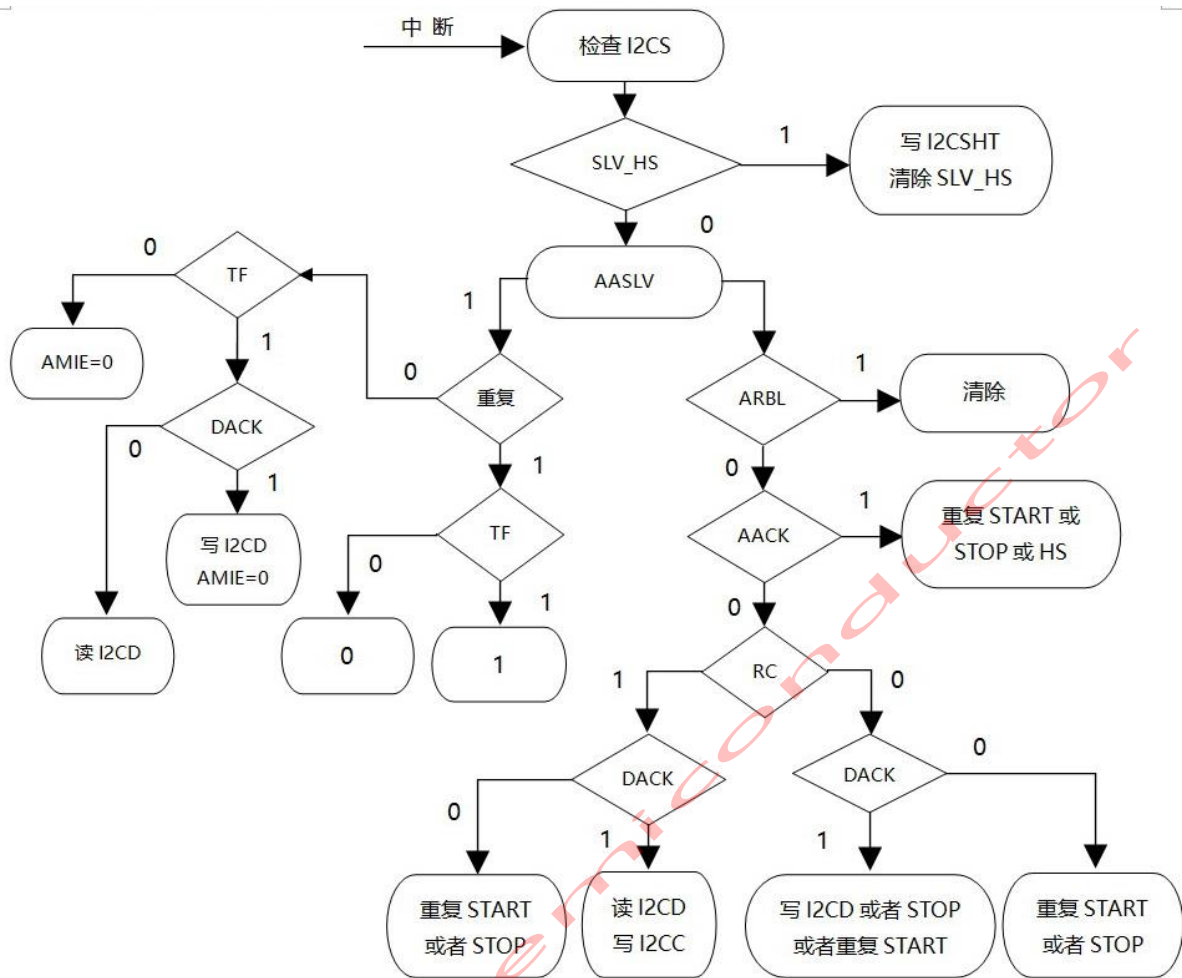 中 断
检查 I2CS
SLV_HS
1
写 I2CSHT
清除 SLV_HS
0
AASLV
0
TF
1
1
AMIE=0
0
重复
ARBL
1
清除
DACK
0
1
1
0
写 I2CD
AMIE=0
TF
AACK
1
重复 START 或
STOP 或 HS
0
1
0
读 I2CD
0
1
RC
1
0
DACK
DACK
0
0
1
1
重复 START
或者 STOP
读 I2CD
写 I2CC
写 I2CD 或者 STOP
或者重复 START
重复 START
或者 STOP
emiconductor